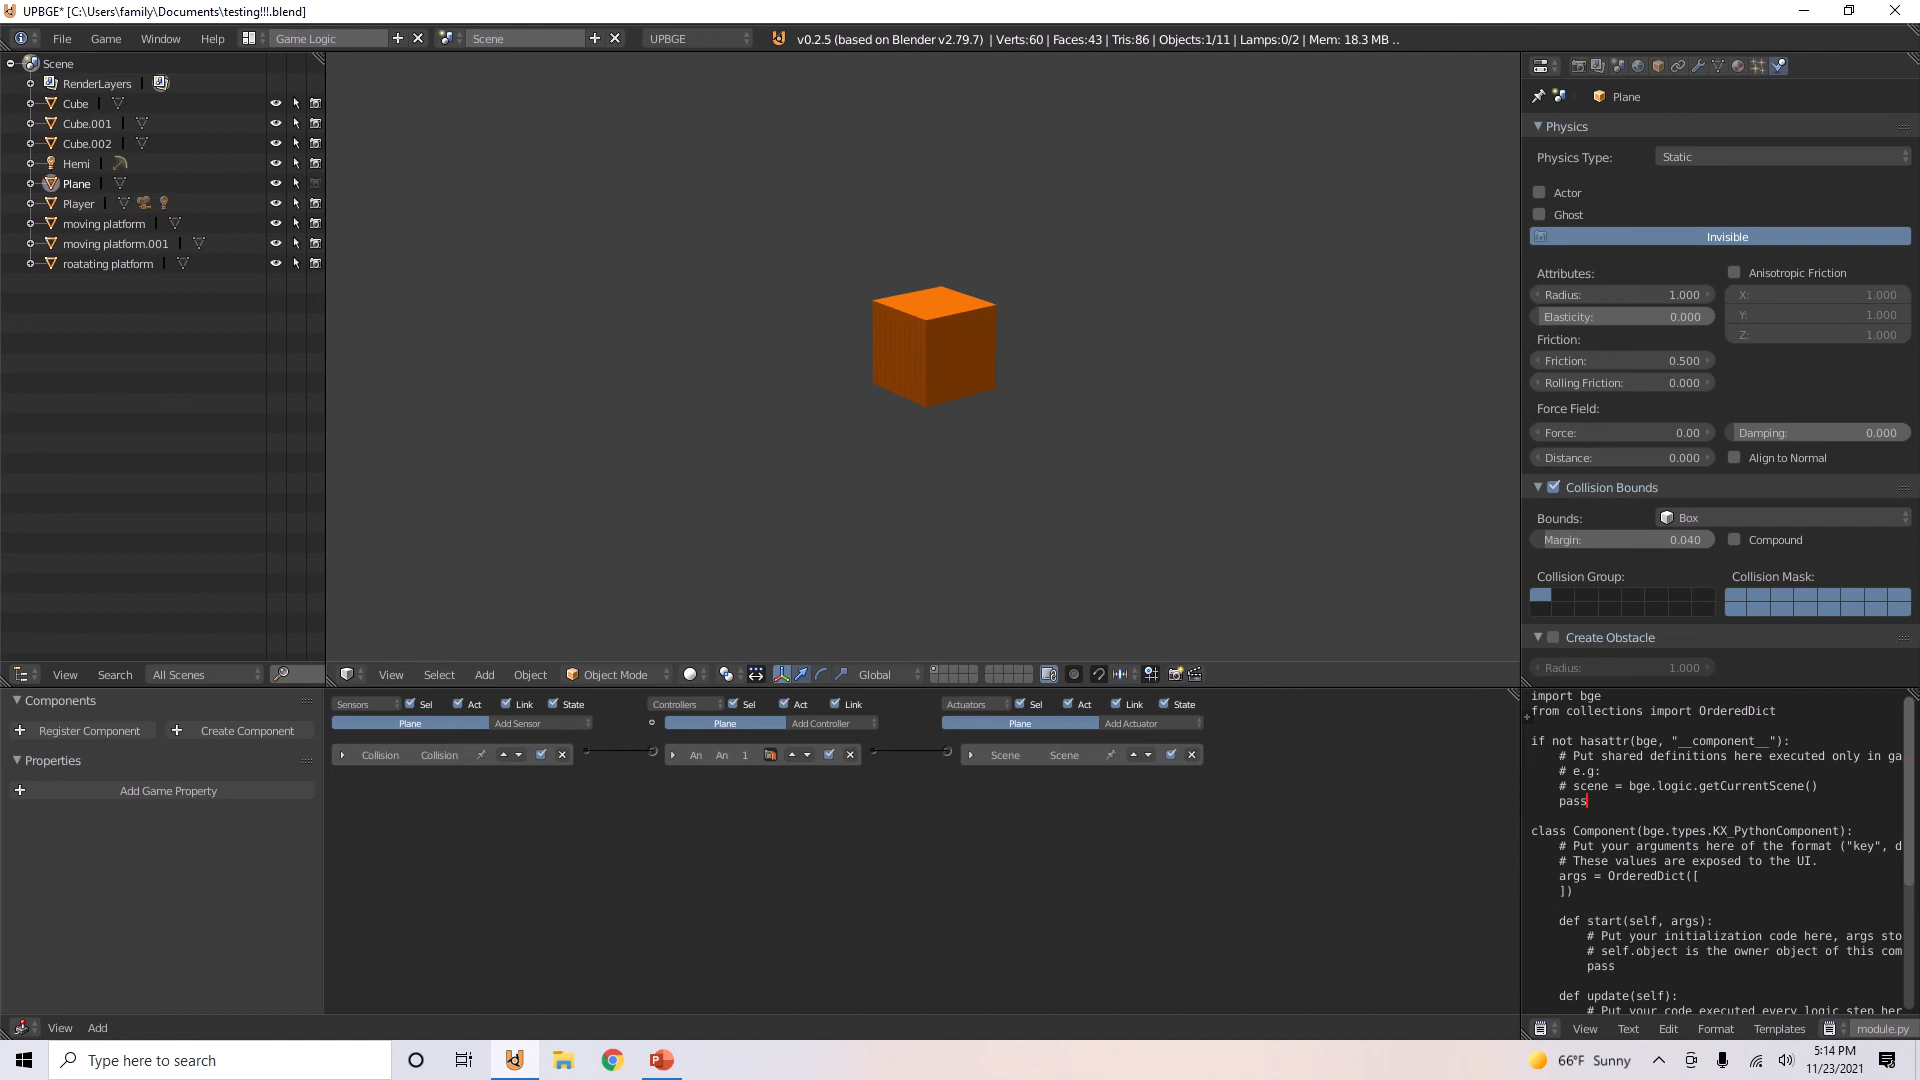 UPBGE* [C:\Users\family\Documents\testing!!!.blend]
File Game Window Help Game Logic Scene UPBGE v0.2.5 (based on Blender v2.79.7) | Verts:60 | Faces:43 | Tris:86 | Objects:1/11 | Lamps:0/2 | Mem: 18.3 MB ..
Scene
RenderLayers
Cube
Cube.001
Cube.002
Hemi
Plane
Player
moving platform
moving platform.001
roatating platform
View Search All Scenes
View Select Add Object Object Mode Global
Plane
Physics
Physics Type: Static
Actor
Ghost
Invisible
Attributes: Anisotropic Friction
Radius: 1.000 X: 1.000
Elasticity: 0.000 Y: 1.000
Friction: Z: 1.000
Friction: 0.500
Rolling Friction: 0.000
Force Field:
Force: 0.00 Damping: 0.000
Distance: 0.000 Align to Normal
Collision Bounds
Bounds: Box
Margin: 0.040 Compound
Collision Group: Collision Mask:
Create Obstacle
Radius: 1.000
Components
Register Component Create Component
Properties
Add Game Property
View Add
Sensors Sel Act Link State Controllers Sel Act Link Actuators Sel Act Link State
Plane Add Sensor Plane Add Controller Plane Add Actuator
Collision Collision An An 1 Scene Scene
import bge
from collections import OrderedDict
if not hasattr(bge, "__component__"):
# Put shared definitions here executed only in ga
# e.g:
# scene = bge.logic.getCurrentScene()
pass
class Component(bge.types.KX_PythonComponent):
# Put your arguments here of the format ("key", d
# These values are exposed to the UI.
args = OrderedDict([
])
def start(self, args):
# Put your initialization code here, args sto
# self.object is the owner object of this com
pass
def update(self):
# Put your code executed every logic step her
View Text Edit Format Templates module.py
Type here to search
66°F Sunny
5:14 PM
11/23/2021